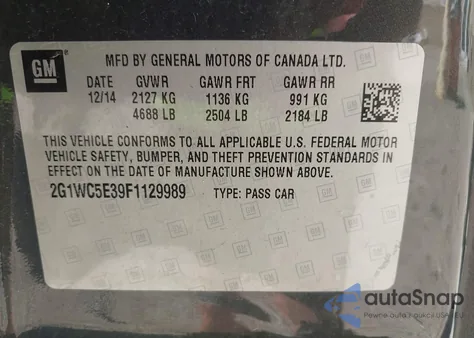 GM
MFD BY GENERAL MOTORS OF CANADA LTD.
DATE GVWR GAWR FRT GAWR RR
12/14 2127 KG 1136 KG 991 KG
4688 LB 2504 LB 2184 LB
THIS VEHICLE CONFORMS TO ALL APPLICABLE U.S. FEDERAL MOTOR
VEHICLE SAFETY, BUMPER, AND THEFT PREVENTION STANDARDS IN
EFFECT ON THE DATE OF MANUFACTURE SHOWN ABOVE.
2G1WC5E39F1129989 TYPE: PASS CAR
autoSnap